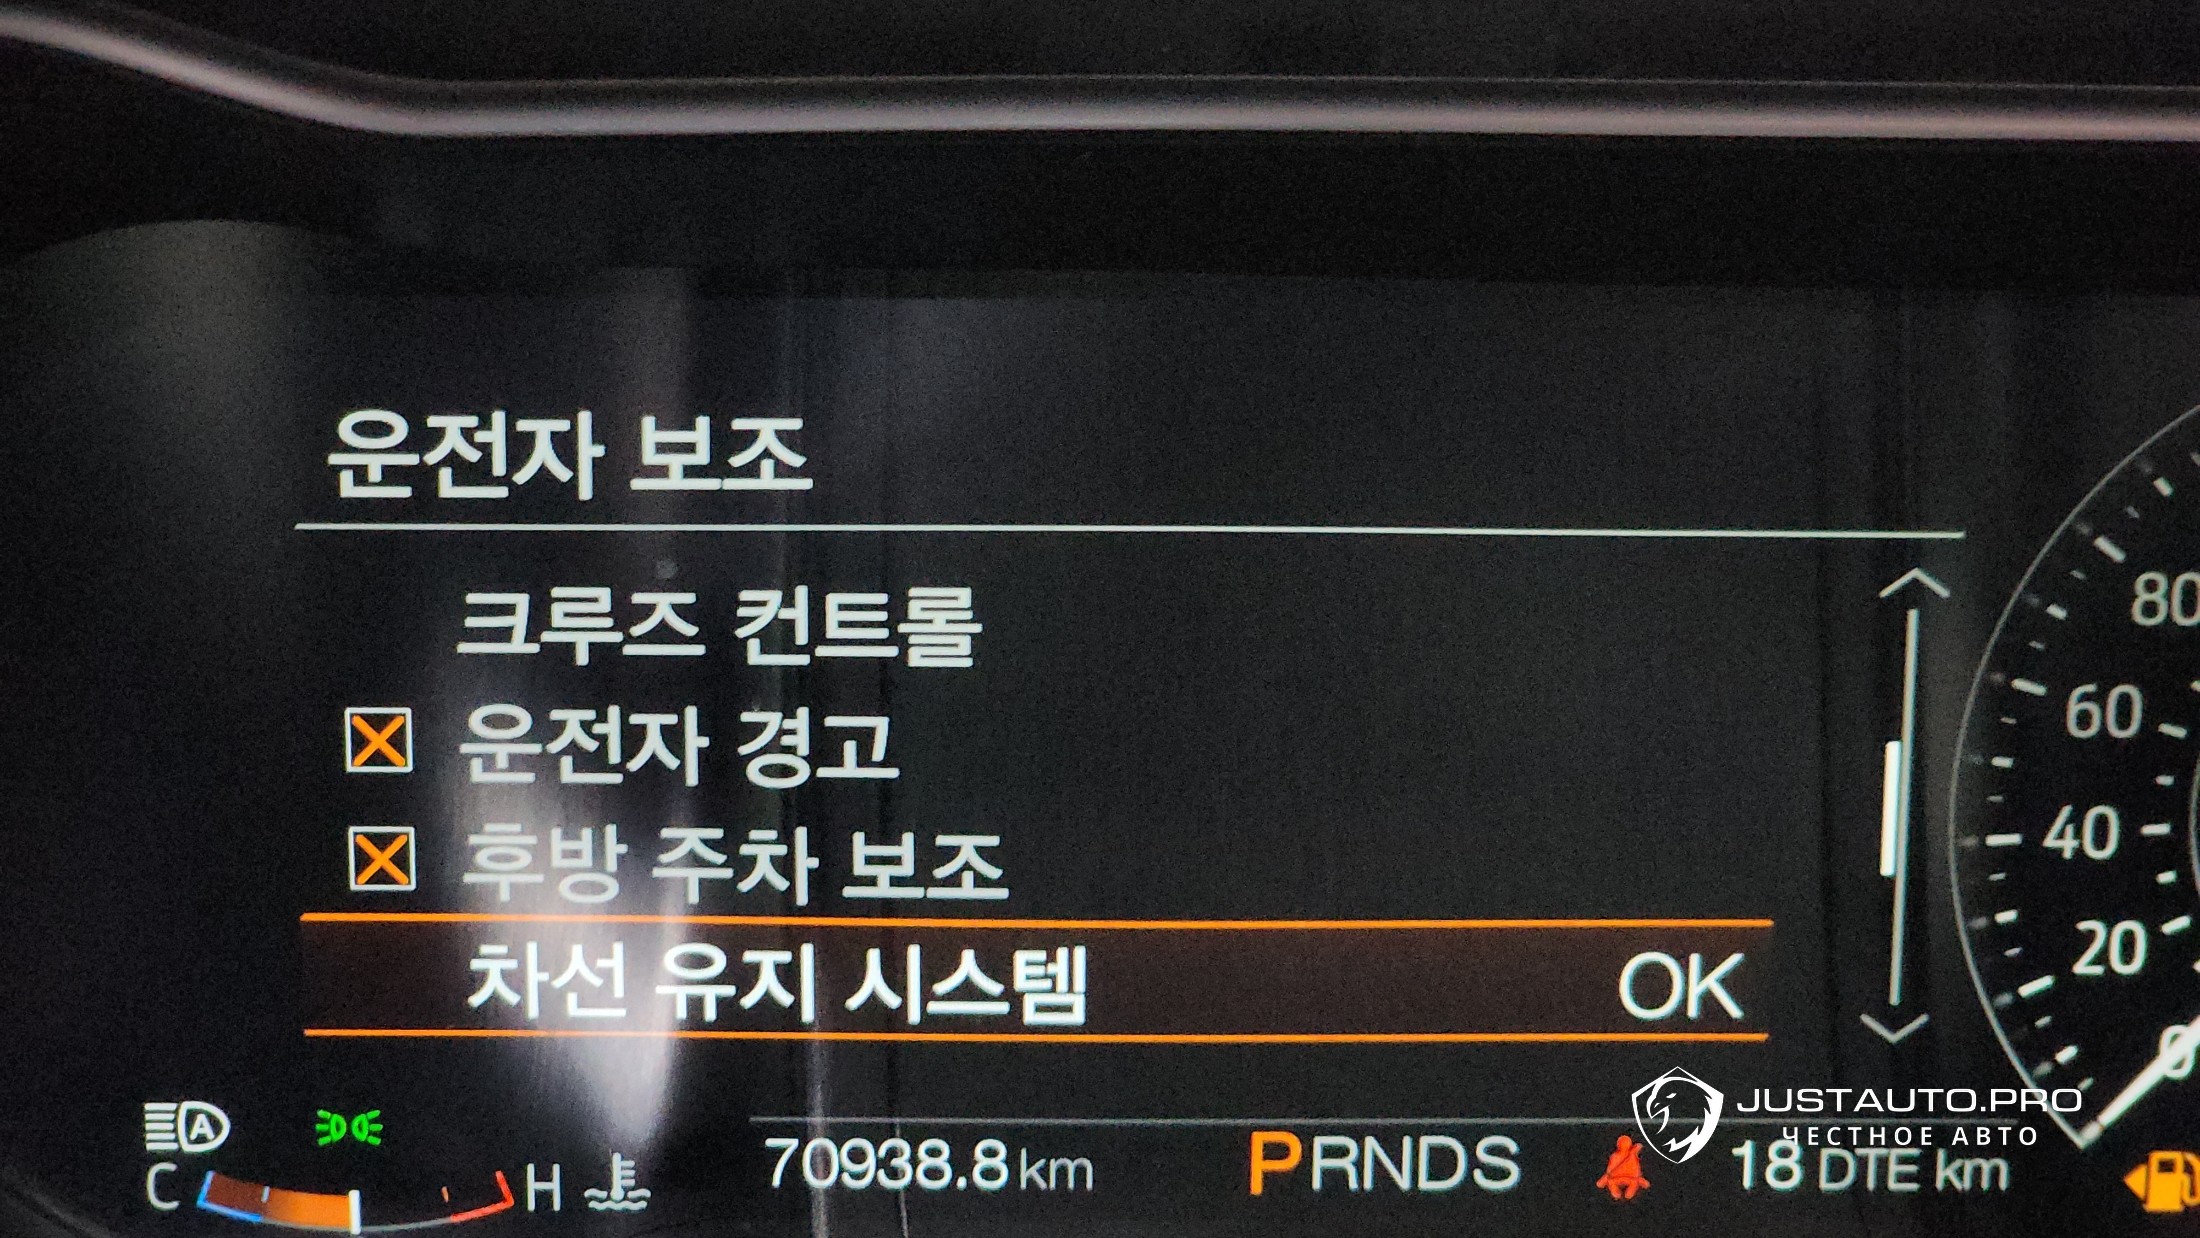 운전자 보조
크루즈 컨트롤
운전자 경고
후방 주차 보조
차선 유지 시스템 OK
80
60
40
20
0
A
C H
70938.8 km PRNDS 18 DTE km
JUSTAUTO.PRO
ЧЕСТНОЕ АВТО